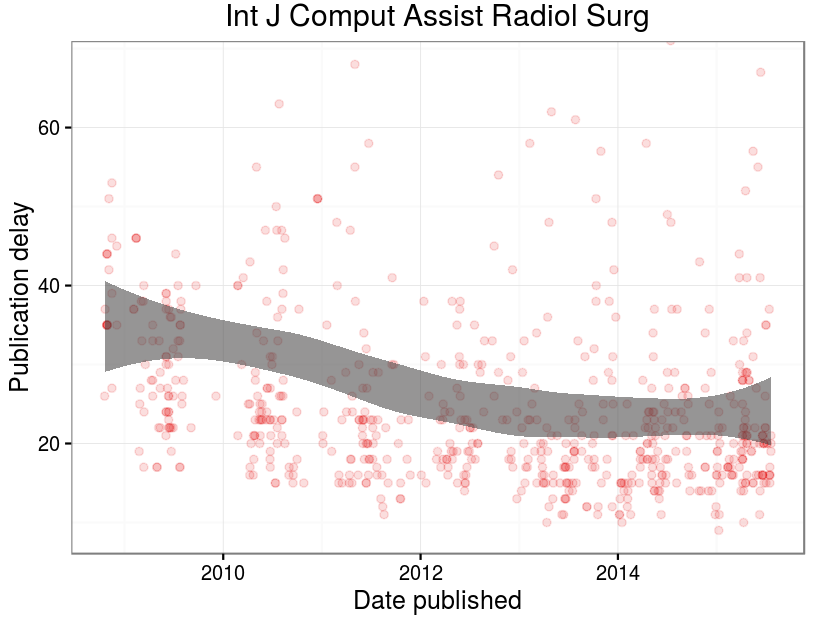 Int J Comput Assist Radiol Surg
Publication delay
60
40
20
2010 2012 2014
Date published